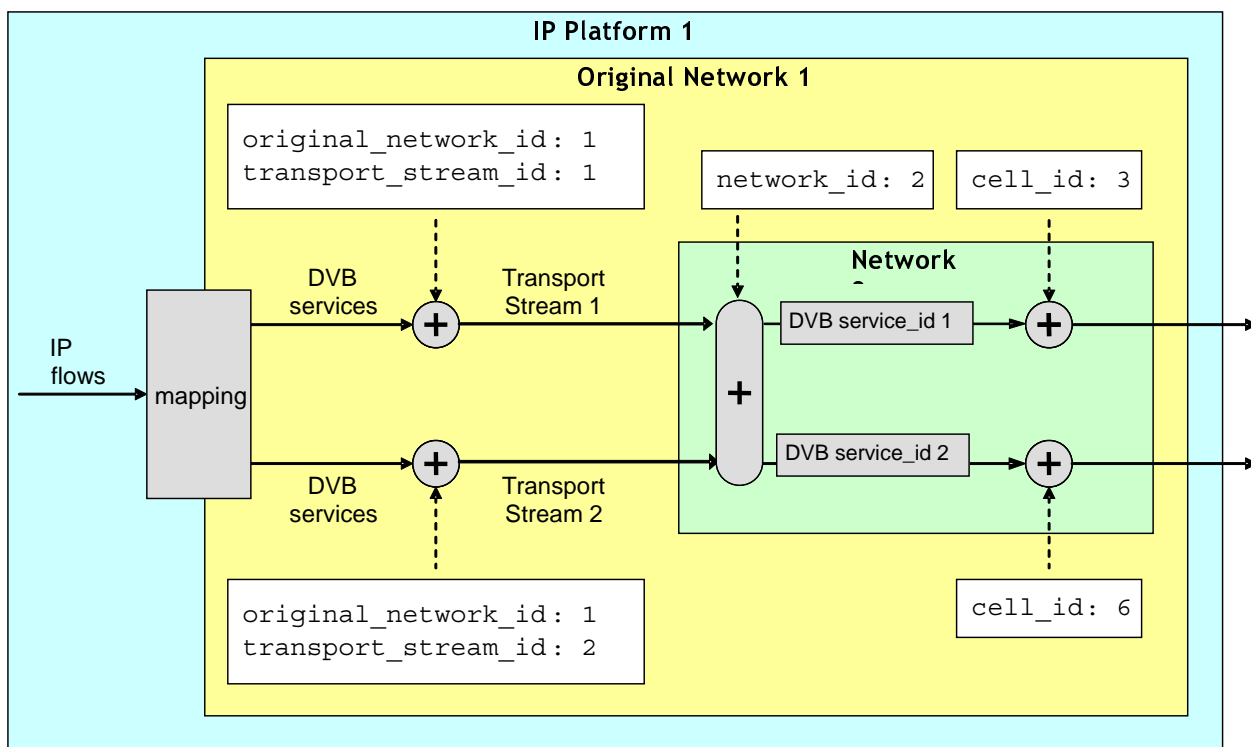 IP Platform 1
Original Network 1
original_network_id: 1
transport_stream_id: 1
network_id: 2
cell_id: 3
Network
DVB
services
Transport
Stream 1
DVB service_id 1
IP
flows
mapping
+
+
+
DVB service_id 2
+
+
DVB
services
Transport
Stream 2
original_network_id: 1
transport_stream_id: 2
cell_id: 6